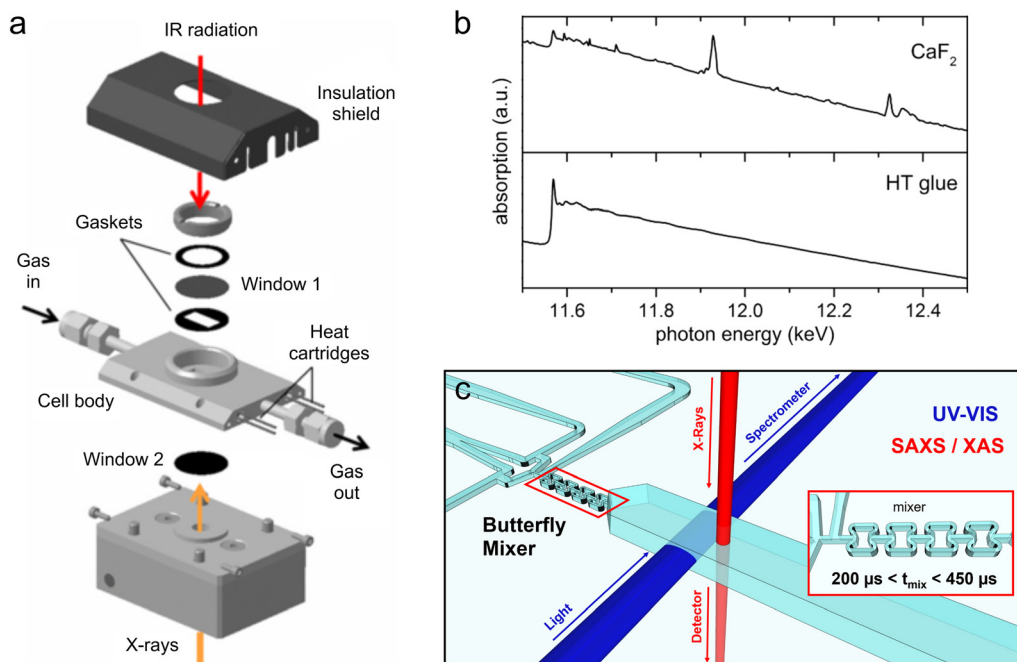 a
IR radiation
Insulation
shield
Gaskets
Gas
in
Window 1
Heat
cartridges
Cell body
Window 2
Gas
out
X-rays
b
CaF₂
HT glue
absorption (a.u.)
11.6 11.8 12.0 12.2 12.4
photon energy (keV)
C
X-Rays
Spectrometer
UV-VIS
SAXS / XAS
Butterfly
Mixer
mixer
200 µs < tmix < 450 µs
Light
Detector